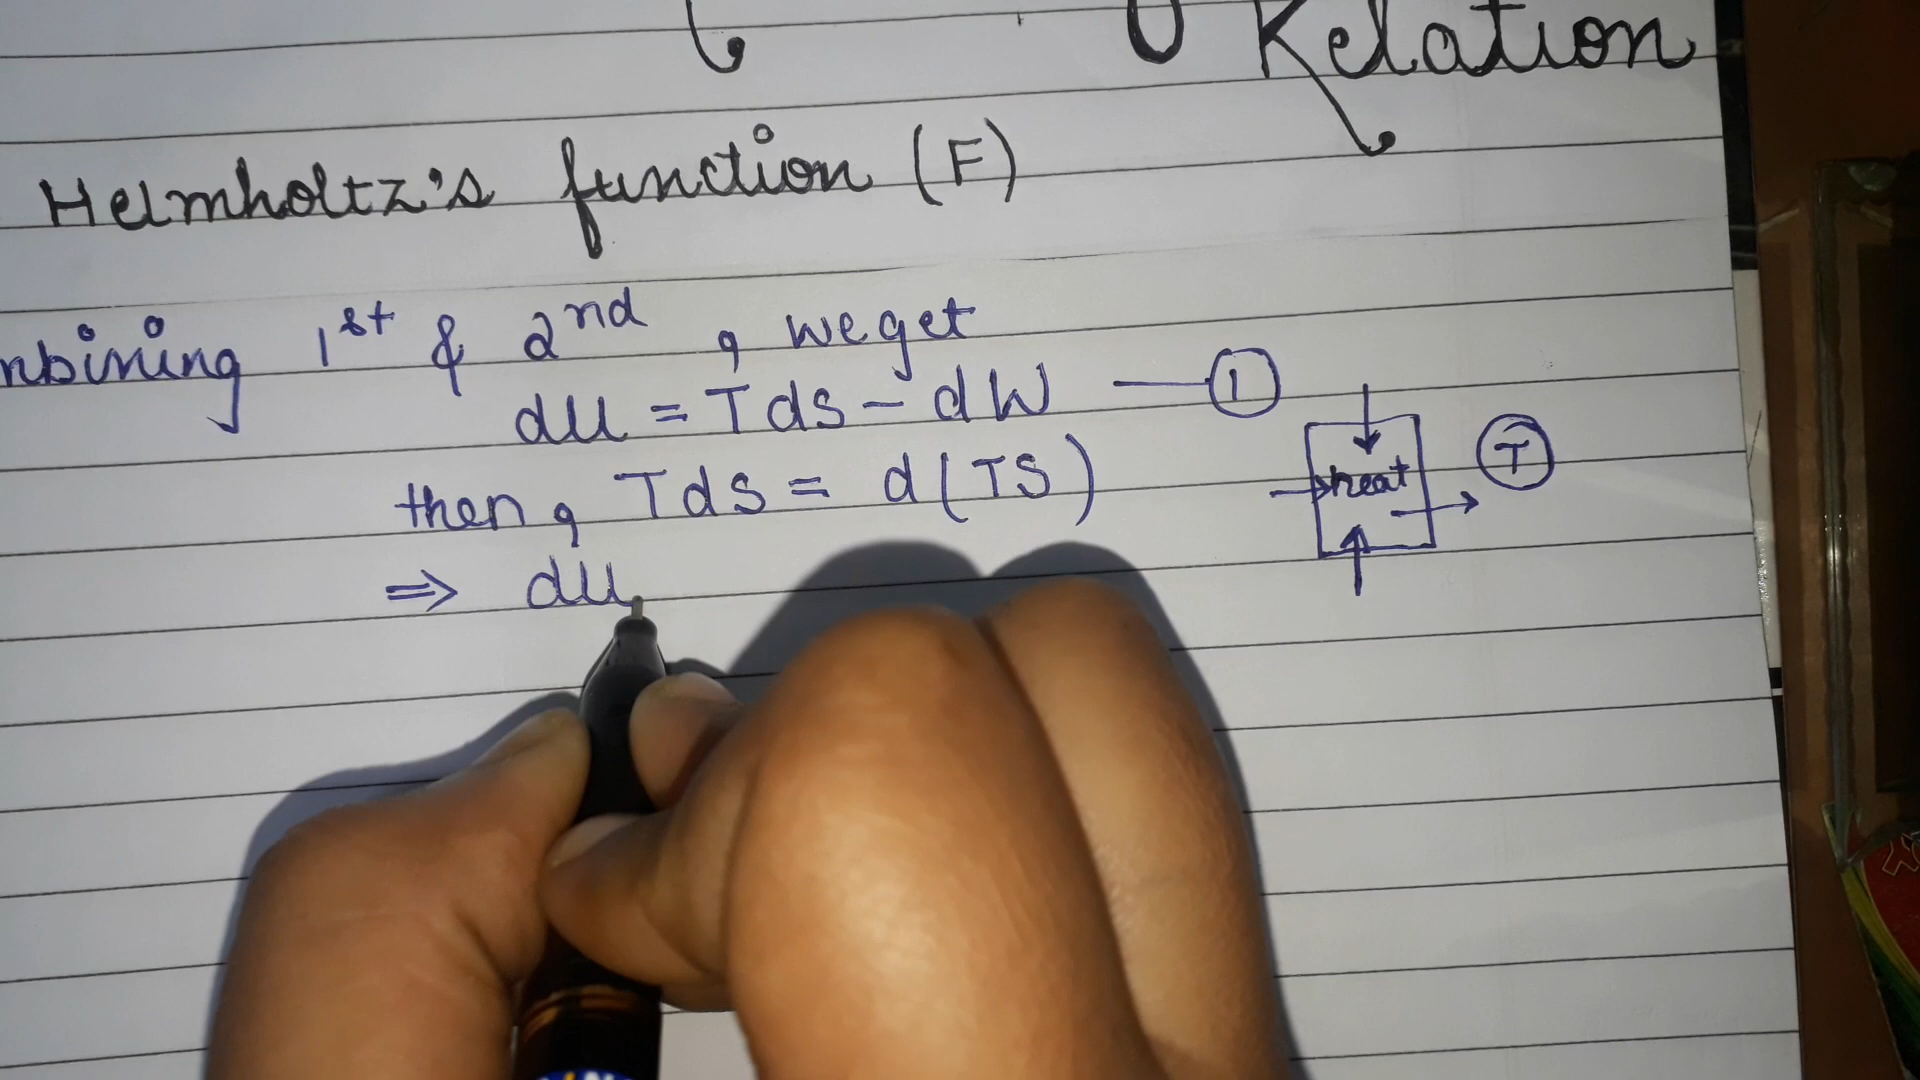 Relation
Helmholtz's function (F)
nbining 1st & 2nd , we get
dU = Tds - dW —— 1
then, Tds = d(TS)
heat
T
⇒ dU